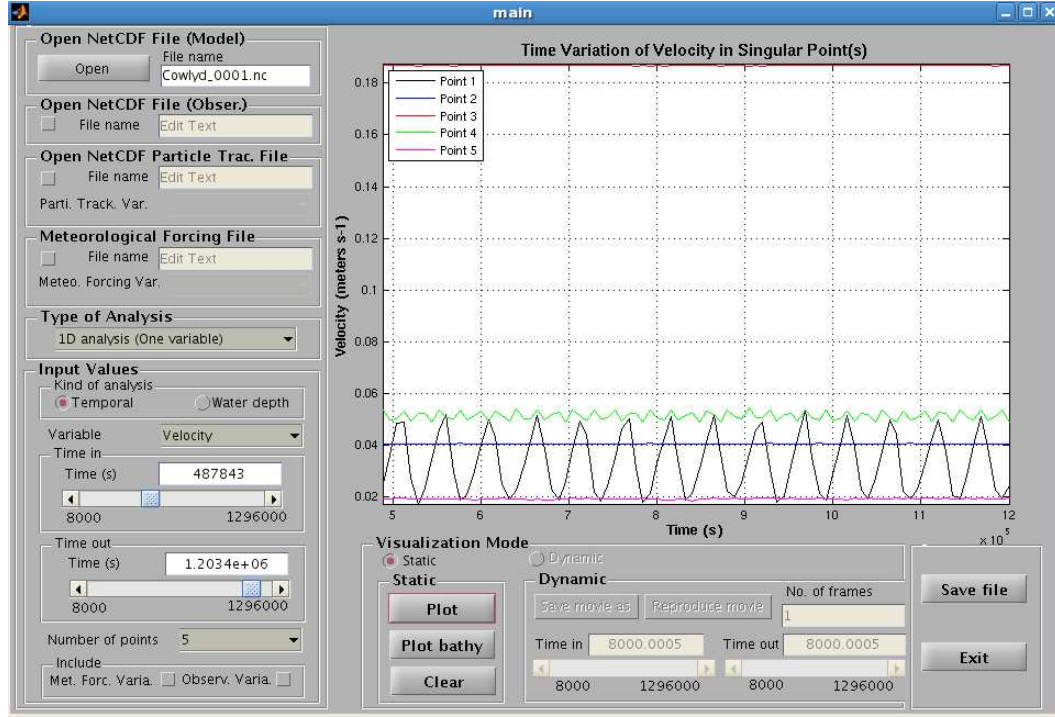 main
Open NetCDF File (Model)
File name
Open
Cowlyd_0001.nc
Open NetCDF File (Obser.)
File name Edit Text
Open NetCDF Particle Trac. File
File name Edit Text
Parti. Track. Var.
Meteorological Forcing File
File name Edit Text
Meteo. Forcing Var.
Type of Analysis
1D analysis (One variable)
Input Values
Kind of analysis
Temporal Water depth
Variable Velocity
Time in
Time (s) 487843
8000 1296000
Time out
Time (s) 1.2034e+06
8000 1296000
Number of points 5
Include
Met. Forc. Varia. Observ. Varia.
Time Variation of Velocity in Singular Point(s)
Point 1
Point 2
Point 3
Point 4
Point 5
Velocity (meters s-1)
0.18
0.16
0.14
0.12
0.1
0.08
0.06
0.04
0.02
5 6 7 8 9 10 11 12
Time (s)
x 10^5
Visualization Mode
Static Dynamic
Static
Plot
Plot bathy
Clear
Dynamic
No. of frames
Save movie as Reproduce movie 1
Time in 8000.0005 Time out 8000.0005
8000 1296000 8000 1296000
Save file
Exit